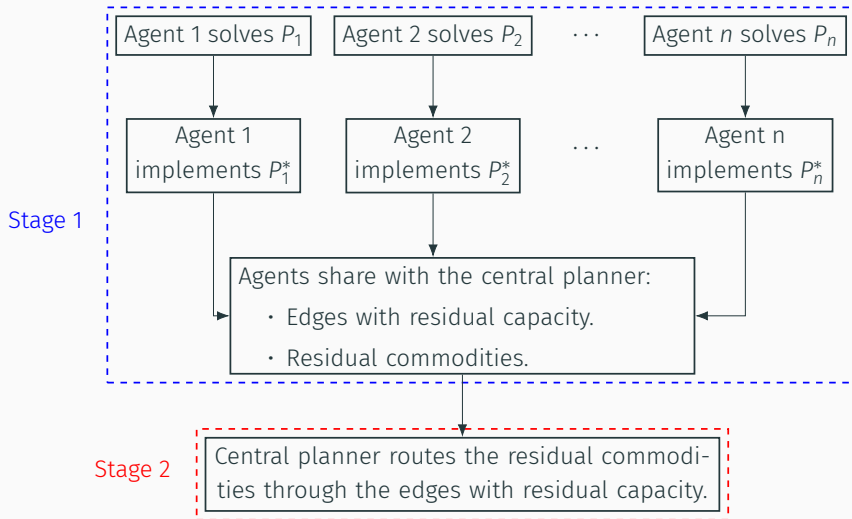 Agent 1 solves P₁
Agent 2 solves P₂
· · ·
Agent n solves Pₙ
Agent 1
implements P₁*
Agent 2
implements P₂*
· · ·
Agent n
implements Pₙ*
Stage 1
Agents share with the central planner:
· Edges with residual capacity.
· Residual commodities.
Stage 2
Central planner routes the residual commodi-
ties through the edges with residual capacity.